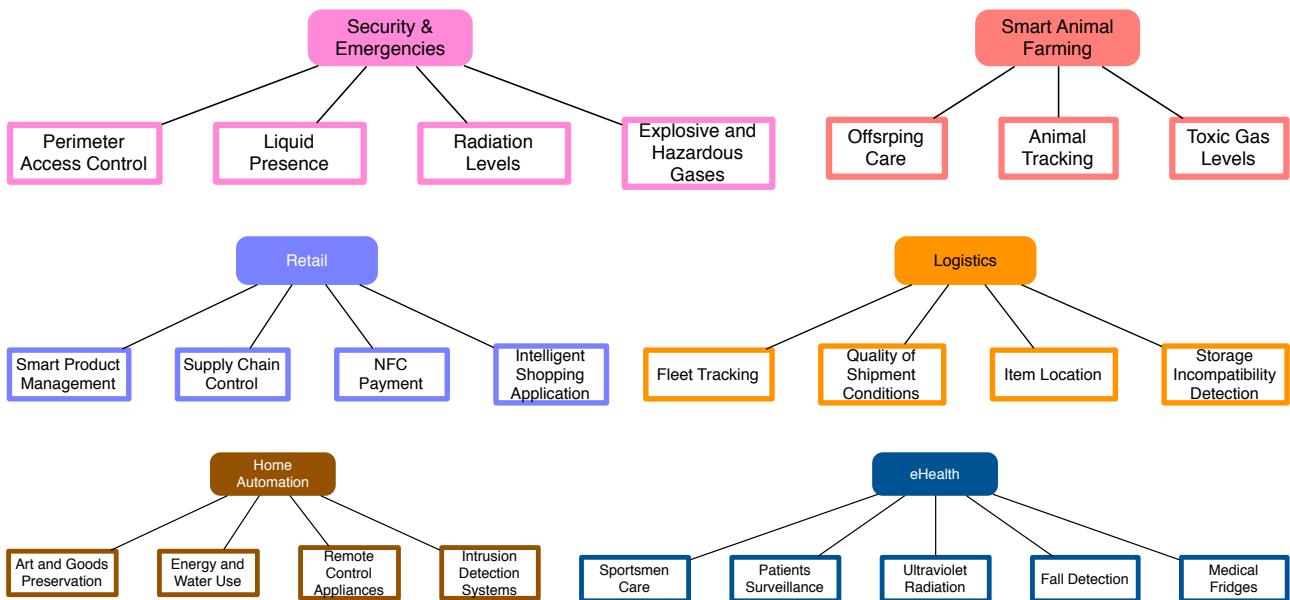 Security &
Emergencies
Smart Animal
Farming
Perimeter
Access Control
Liquid
Presence
Radiation
Levels
Explosive and
Hazardous
Gases
Offsrping
Care
Animal
Tracking
Toxic Gas
Levels
Retail
Logistics
Smart Product
Management
Supply Chain
Control
NFC
Payment
Intelligent
Shopping
Application
Fleet Tracking
Quality of
Shipment
Conditions
Item Location
Storage
Incompatibility
Detection
Home
Automation
eHealth
Art and Goods
Preservation
Energy and
Water Use
Remote
Control
Appliances
Intrusion
Detection
Systems
Sportsmen
Care
Patients
Surveillance
Ultraviolet
Radiation
Fall Detection
Medical
Fridges